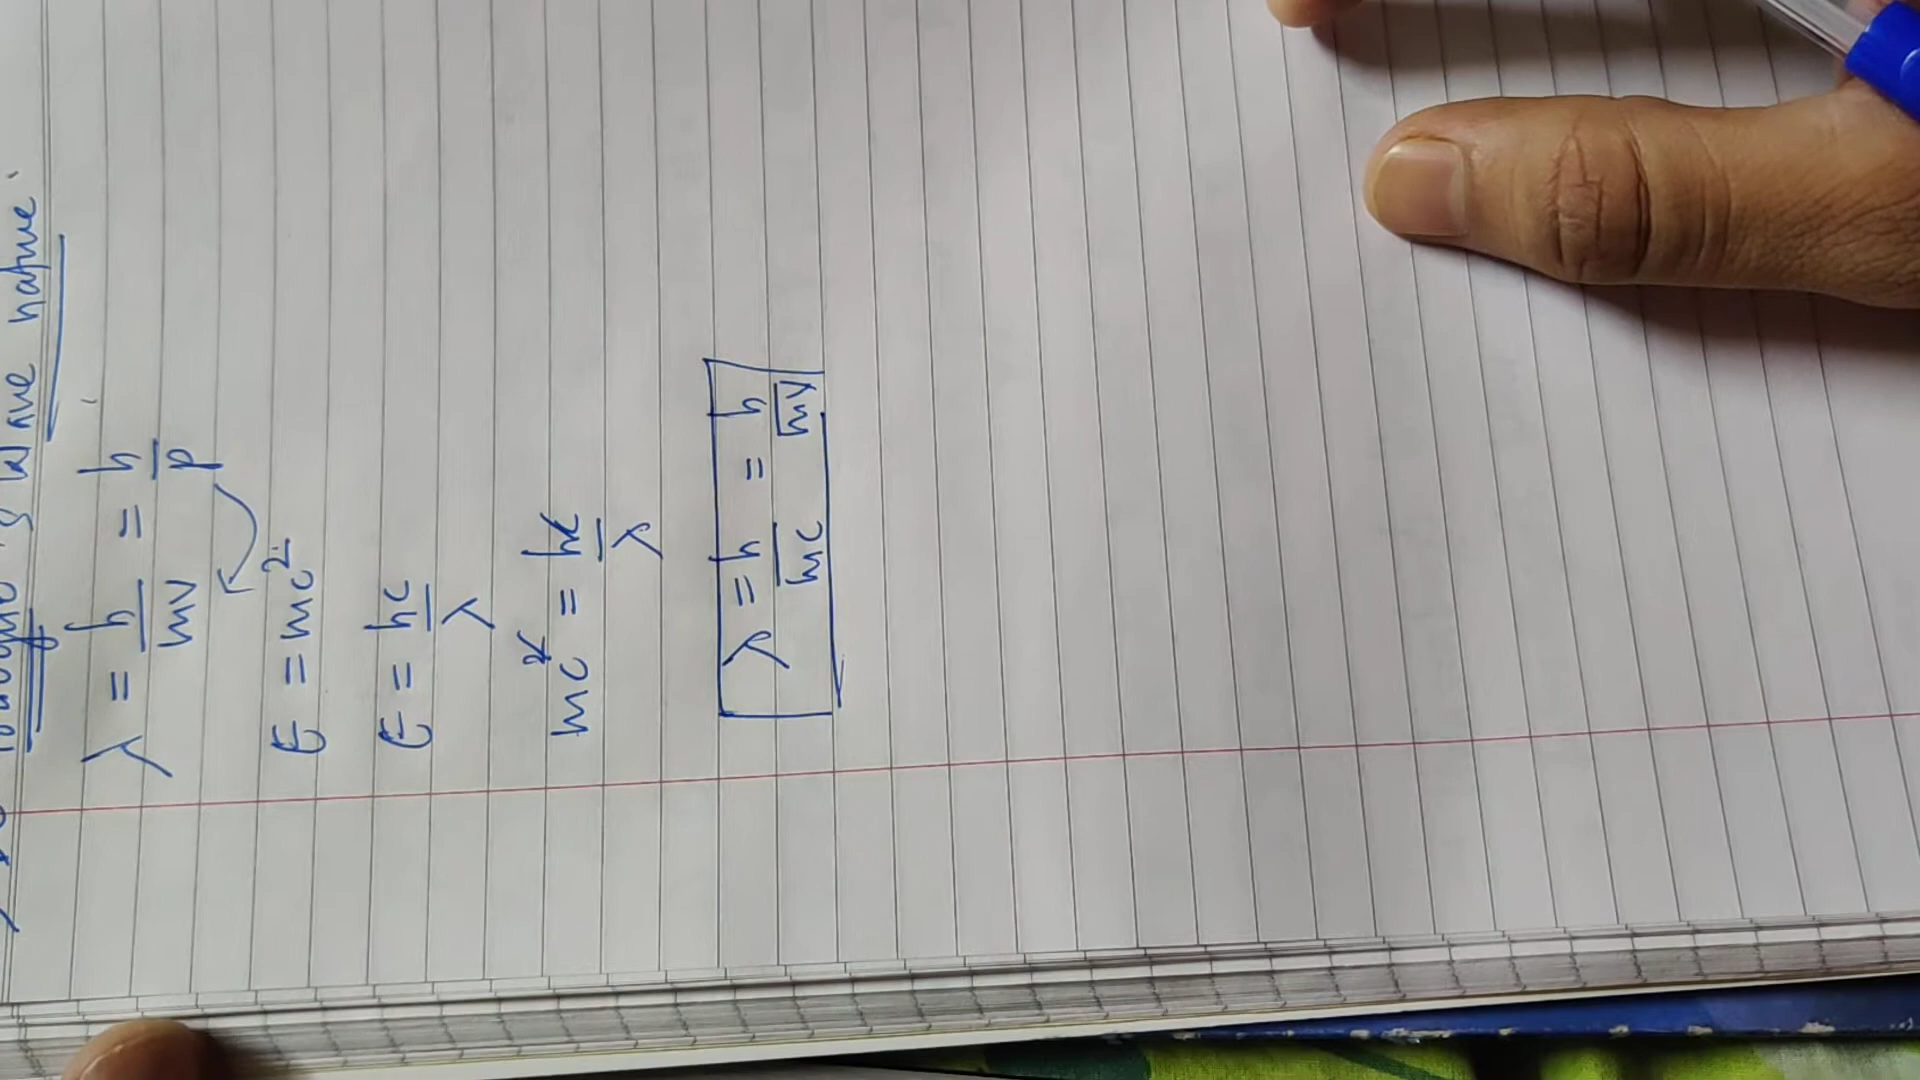 wave nature.
λ = h/mv = h/p
E = mc²
E = hc/λ
mc² = hc/λ
λ = h/mc = h/mv